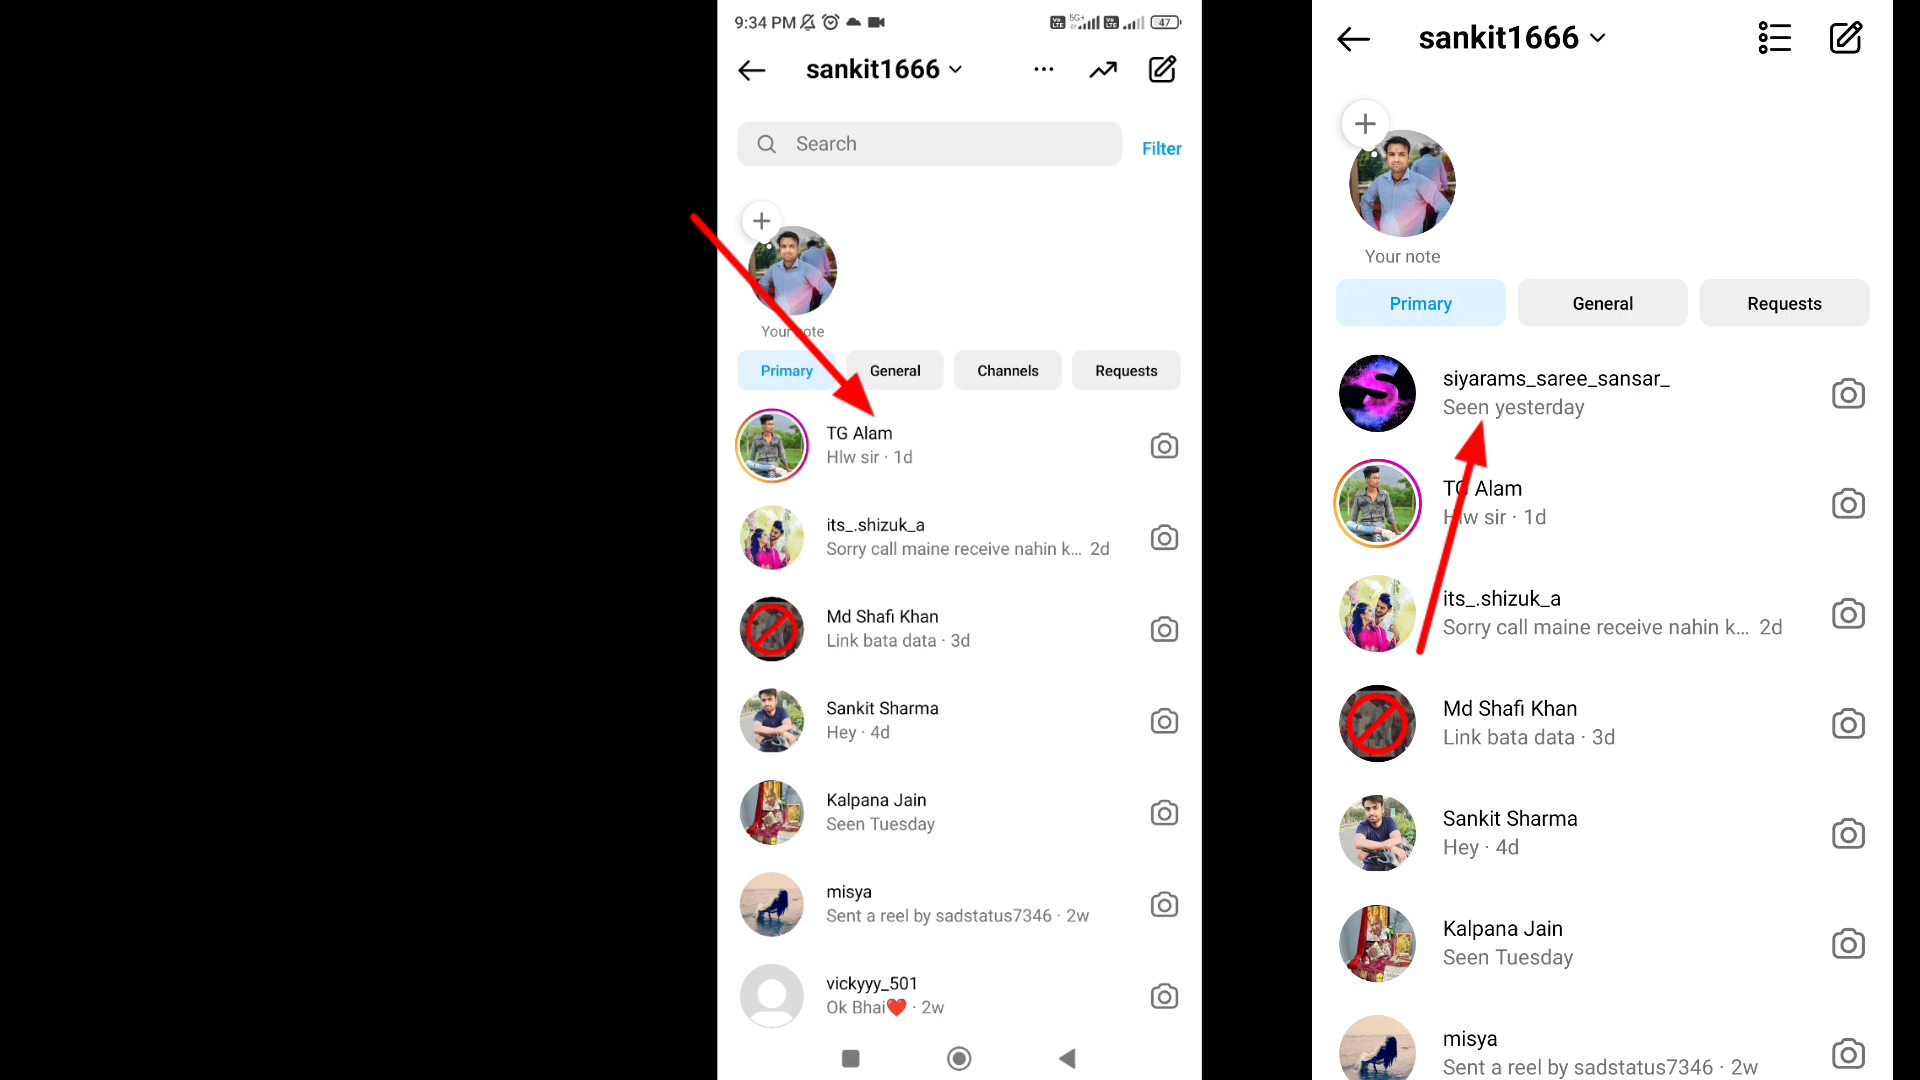 9:34 PM
5G+
47
sankit1666
Search
Filter
Your note
Primary
General
Channels
Requests
TG Alam
Hlw sir · 1d
its_.shizuk_a
Sorry call maine receive nahin k... 2d
Md Shafi Khan
Link bata data · 3d
Sankit Sharma
Hey · 4d
Kalpana Jain
Seen Tuesday
misya
Sent a reel by sadstatus7346 · 2w
vickyyy_501
Ok Bhai❤️ · 2w
sankit1666
Your note
Primary
General
Requests
siyarams_saree_sansar_
Seen yesterday
TG Alam
Hlw sir · 1d
its_.shizuk_a
Sorry call maine receive nahin k... 2d
Md Shafi Khan
Link bata data · 3d
Sankit Sharma
Hey · 4d
Kalpana Jain
Seen Tuesday
misya
Sent a reel by sadstatus7346 · 2w